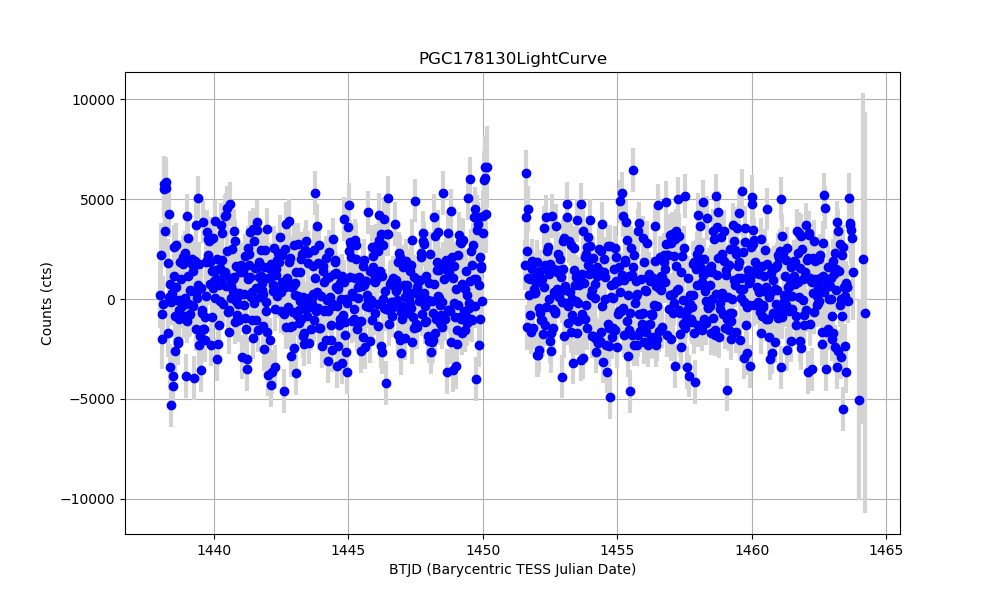 PGC178130LightCurve
10000
5000
0
−5000
−10000
Counts (cts)
1440 1445 1450 1455 1460 1465
BTJD (Barycentric TESS Julian Date)